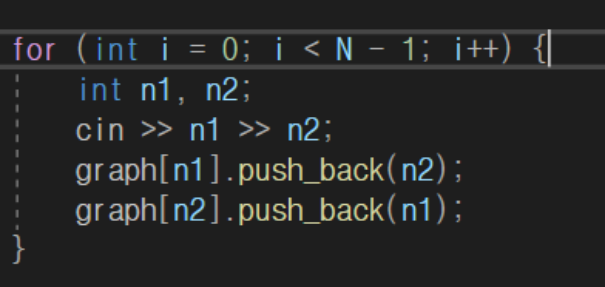 for (int i = 0; i < N - 1; i++) {
    int n1, n2;
    cin >> n1 >> n2;
    graph[n1].push_back(n2);
    graph[n2].push_back(n1);
}